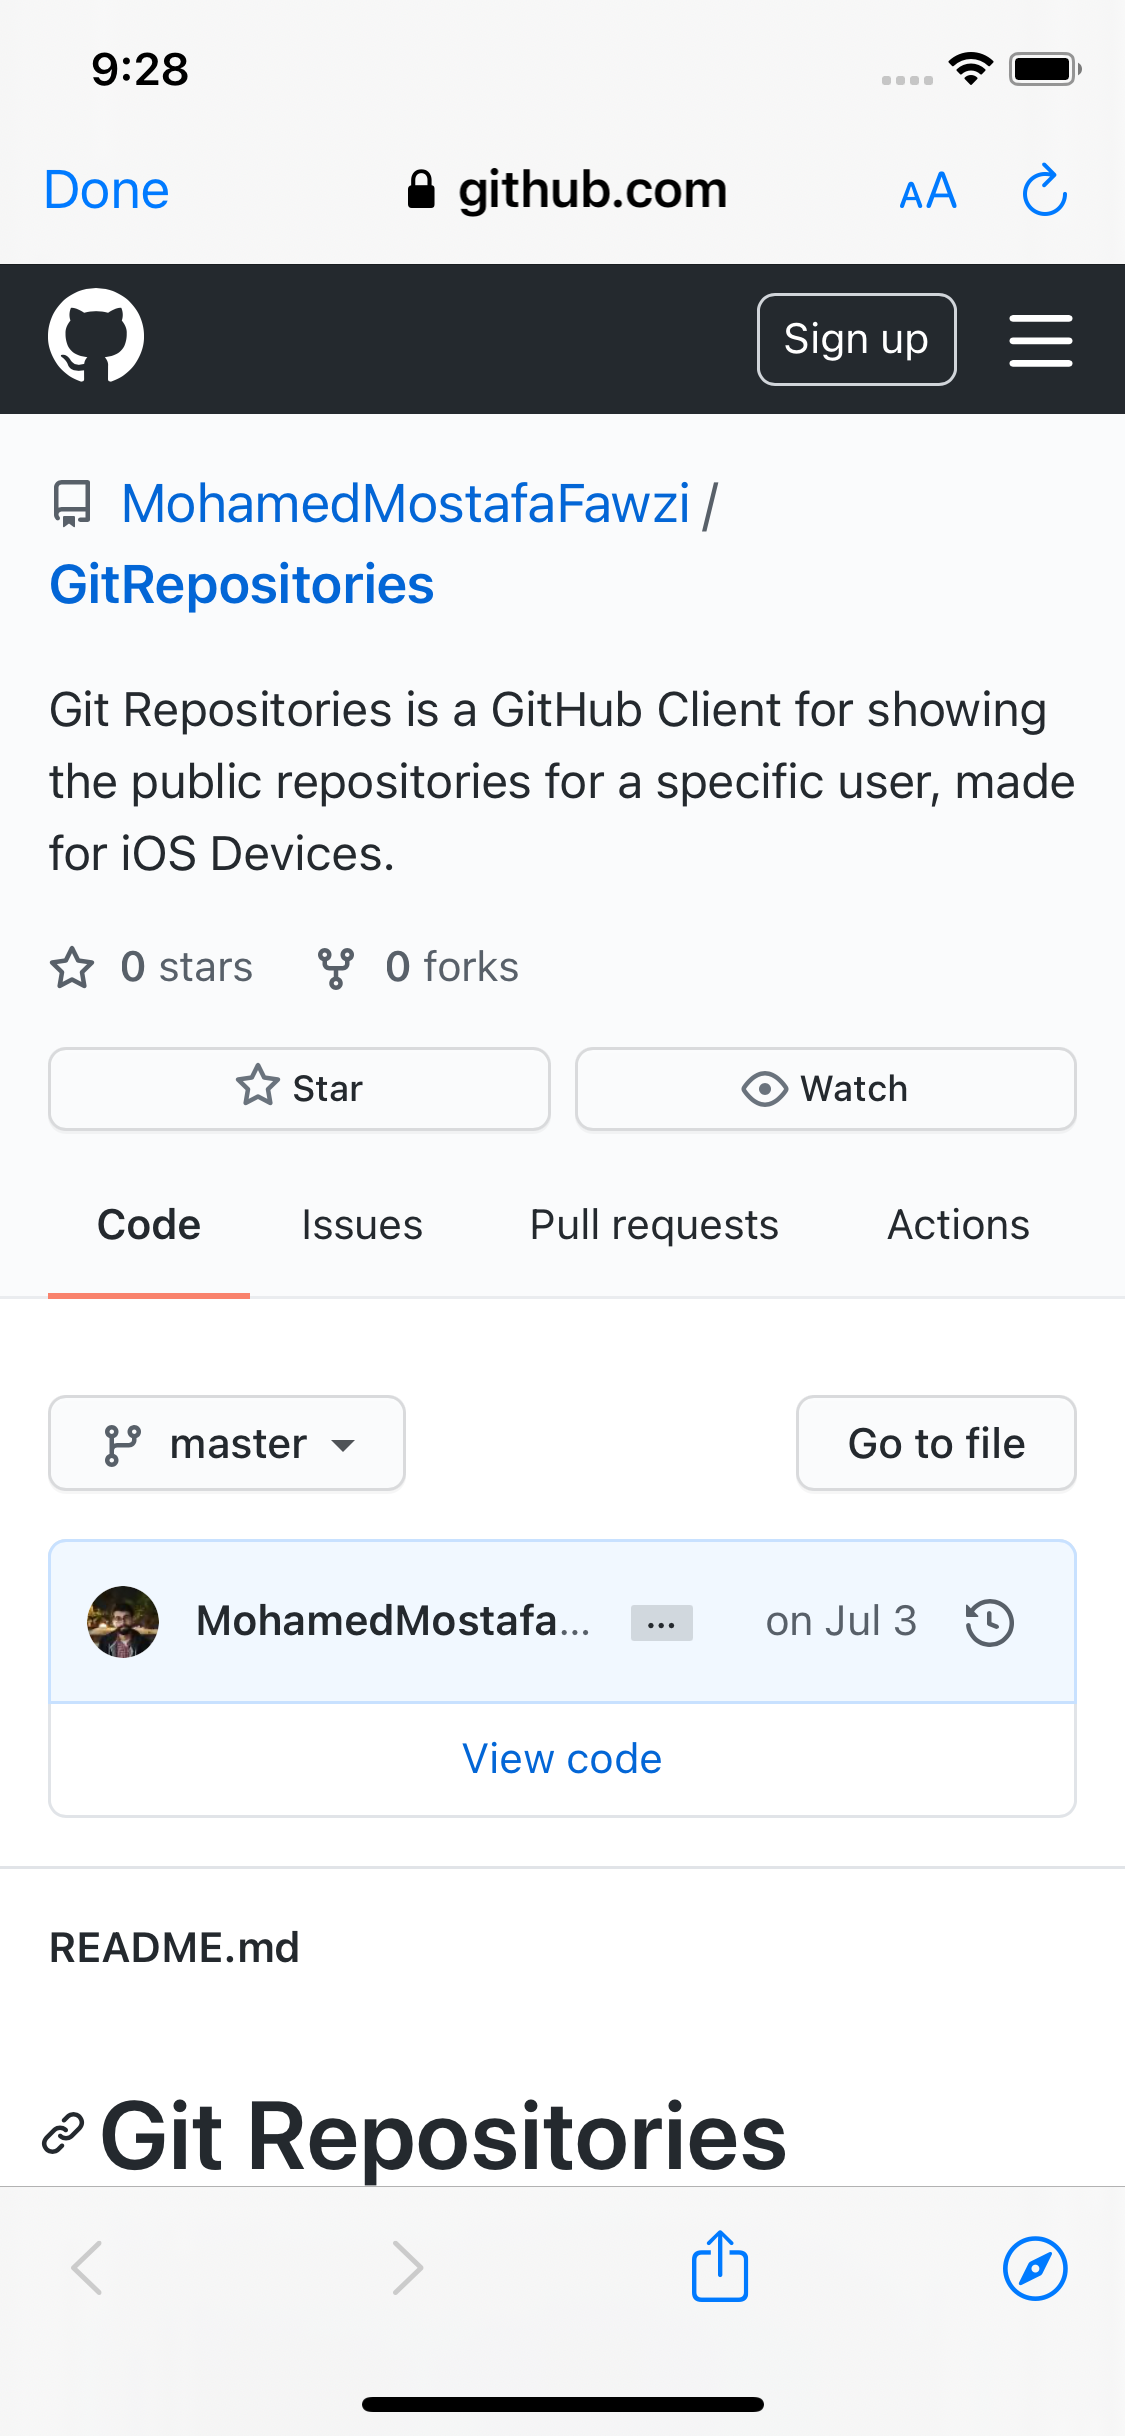 9:28
Done github.com AA
Sign up
MohamedMostafaFawzi /
GitRepositories
Git Repositories is a GitHub Client for showing
the public repositories for a specific user, made
for iOS Devices.
0 stars 0 forks
Star Watch
Code Issues Pull requests Actions
master Go to file
MohamedMostafa... … on Jul 3
View code
README.md
Git Repositories